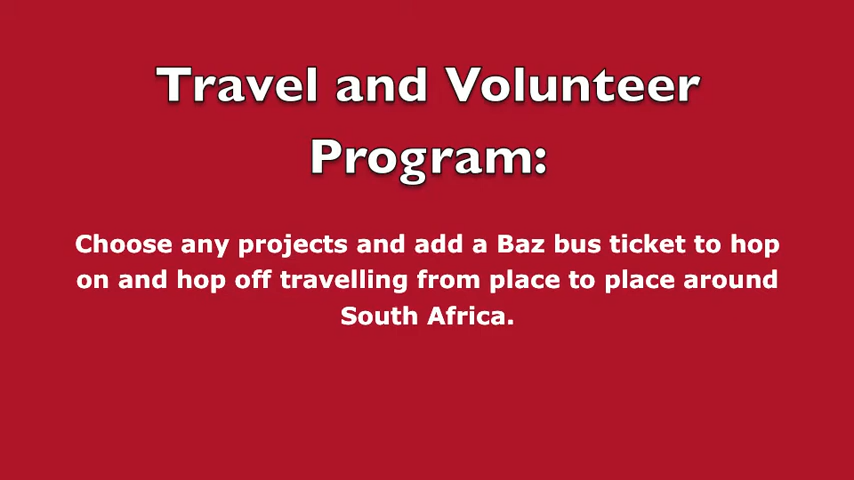 Travel and Volunteer
Program:
Choose any projects and add a Baz bus ticket to hop
on and hop off travelling from place to place around
South Africa.